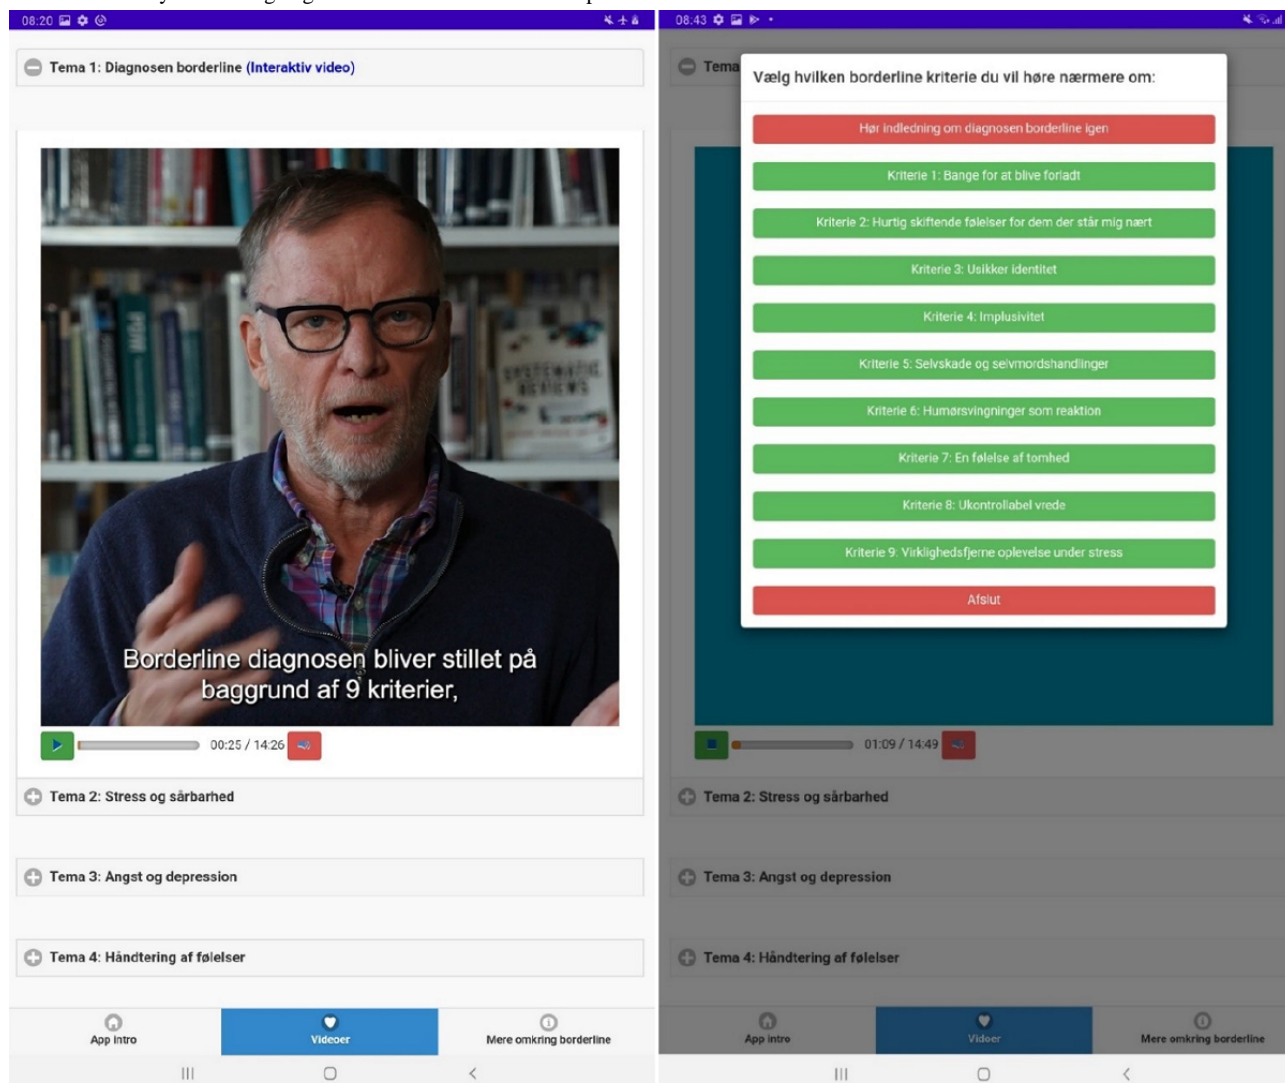 08:20
Tema 1: Diagnosen borderline (Interaktiv video)
SYSTEMATIC
REVIEWS
Borderline diagnosen bliver stillet på
baggrund af 9 kriterier,
00:25 / 14:26
Tema 2: Stress og sårbarhed
Tema 3: Angst og depression
Tema 4: Håndtering af følelser
App intro
Videoer
Mere omkring borderline
08:43
Tema
Vælg hvilken borderline kriterie du vil høre nærmere om:
Hør indledning om diagnosen borderline igen
Kriterie 1: Bange for at blive forladt
Kriterie 2: Hurtig skiftende følelser for dem der står mig nært
Kriterie 3: Usikker identitet
Kriterie 4: Implusivitet
Kriterie 5: Selvskade og selvmordshandlinger
Kriterie 6: Humørsvingninger som reaktion
Kriterie 7: En følelse af tomhed
Kriterie 8: Ukontrollabel vrede
Kriterie 9: Virklighedsfjerne oplevelse under stress
Afslut
01:09 / 14:49
Tema 2: Stress og sårbarhed
Tema 3: Angst og depression
Tema 4: Håndtering af følelser
App intro
Vidoer
Mere omkring borderline